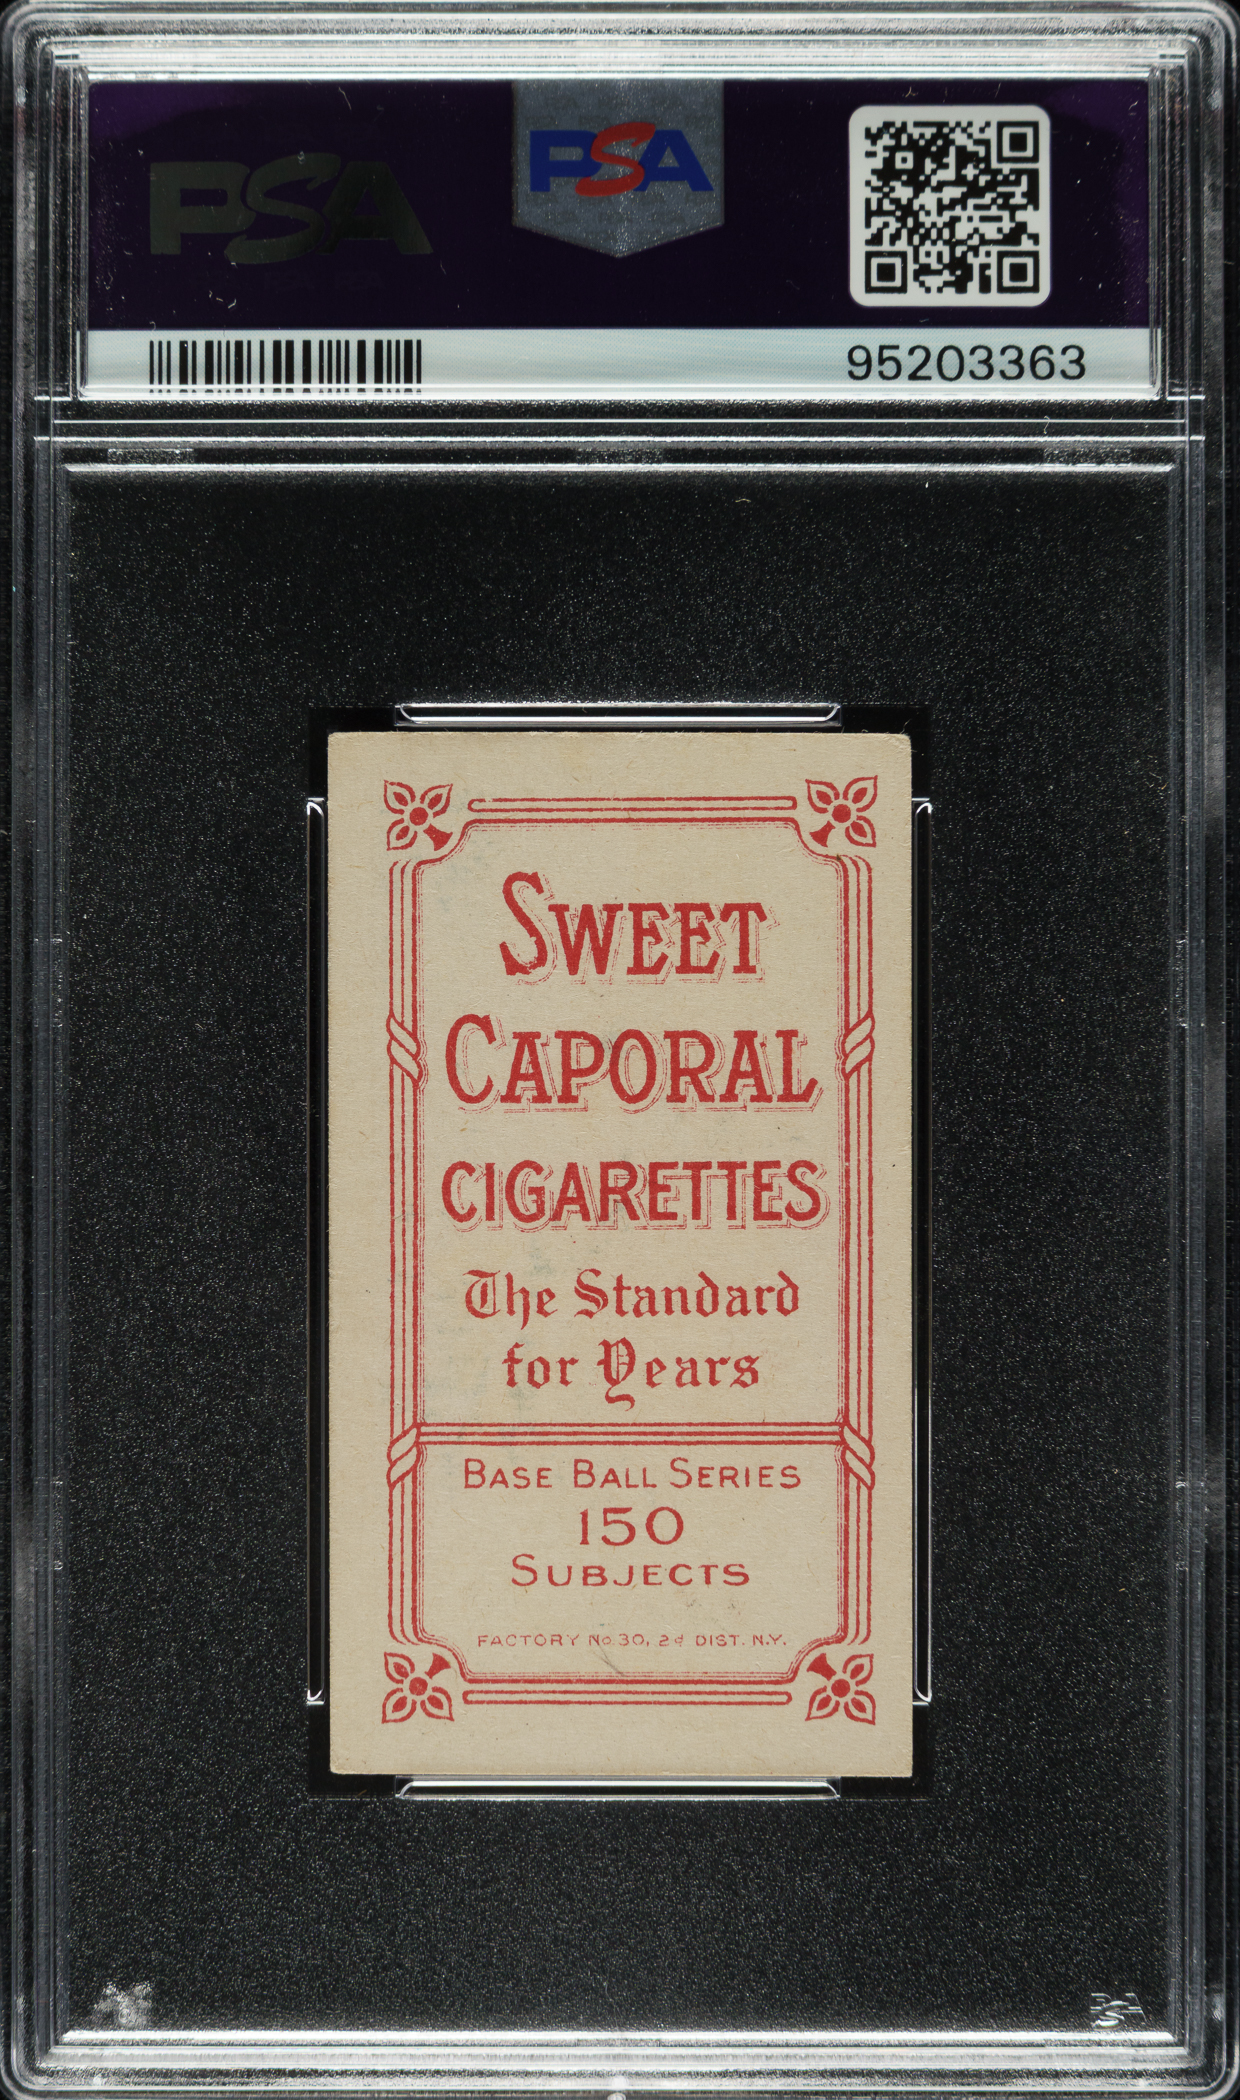 PSA
PSA
95203363
SWEET
CAPORAL
CIGARETTES
The Standard
for Years
BASE BALL SERIES
150
SUBJECTS
FACTORY No. 30, 2d DIST. N.Y.
PSA